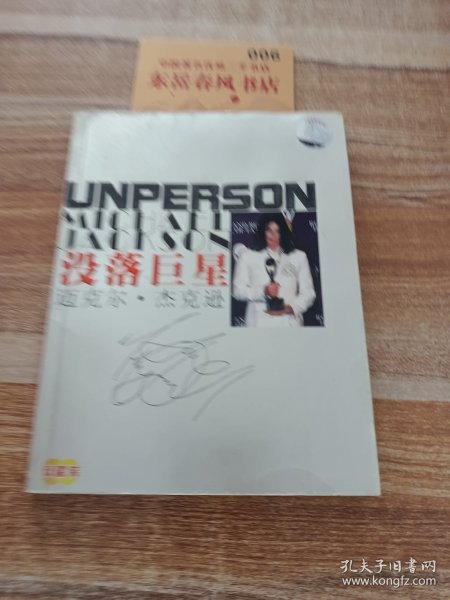 006
东岳春风书店
UNPERSON
MICHAEL
JACKSON
没落巨星
迈克尔·杰克逊
孔夫子旧书网
www.kongfz.com